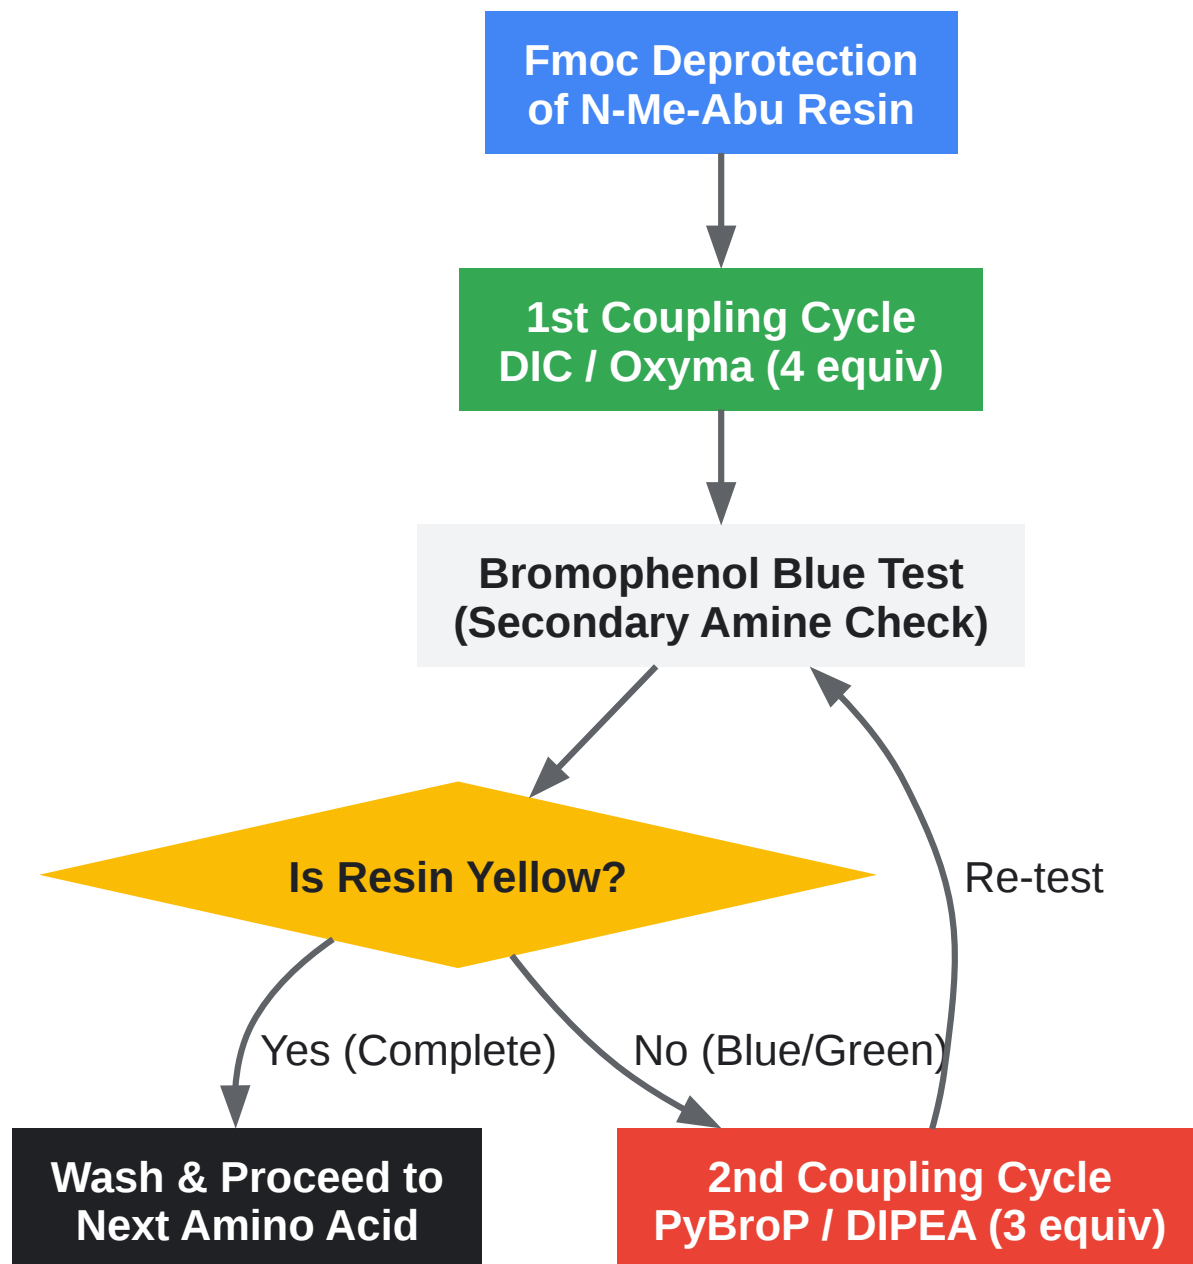 Fmoc Deprotection
of N-Me-Abu Resin
1st Coupling Cycle
DIC / Oxyma (4 equiv)
Bromophenol Blue Test
(Secondary Amine Check)
Is Resin Yellow?
Re-test
Yes (Complete)
No (Blue/Green)
Wash & Proceed to
Next Amino Acid
2nd Coupling Cycle
PyBroP / DIPEA (3 equiv)